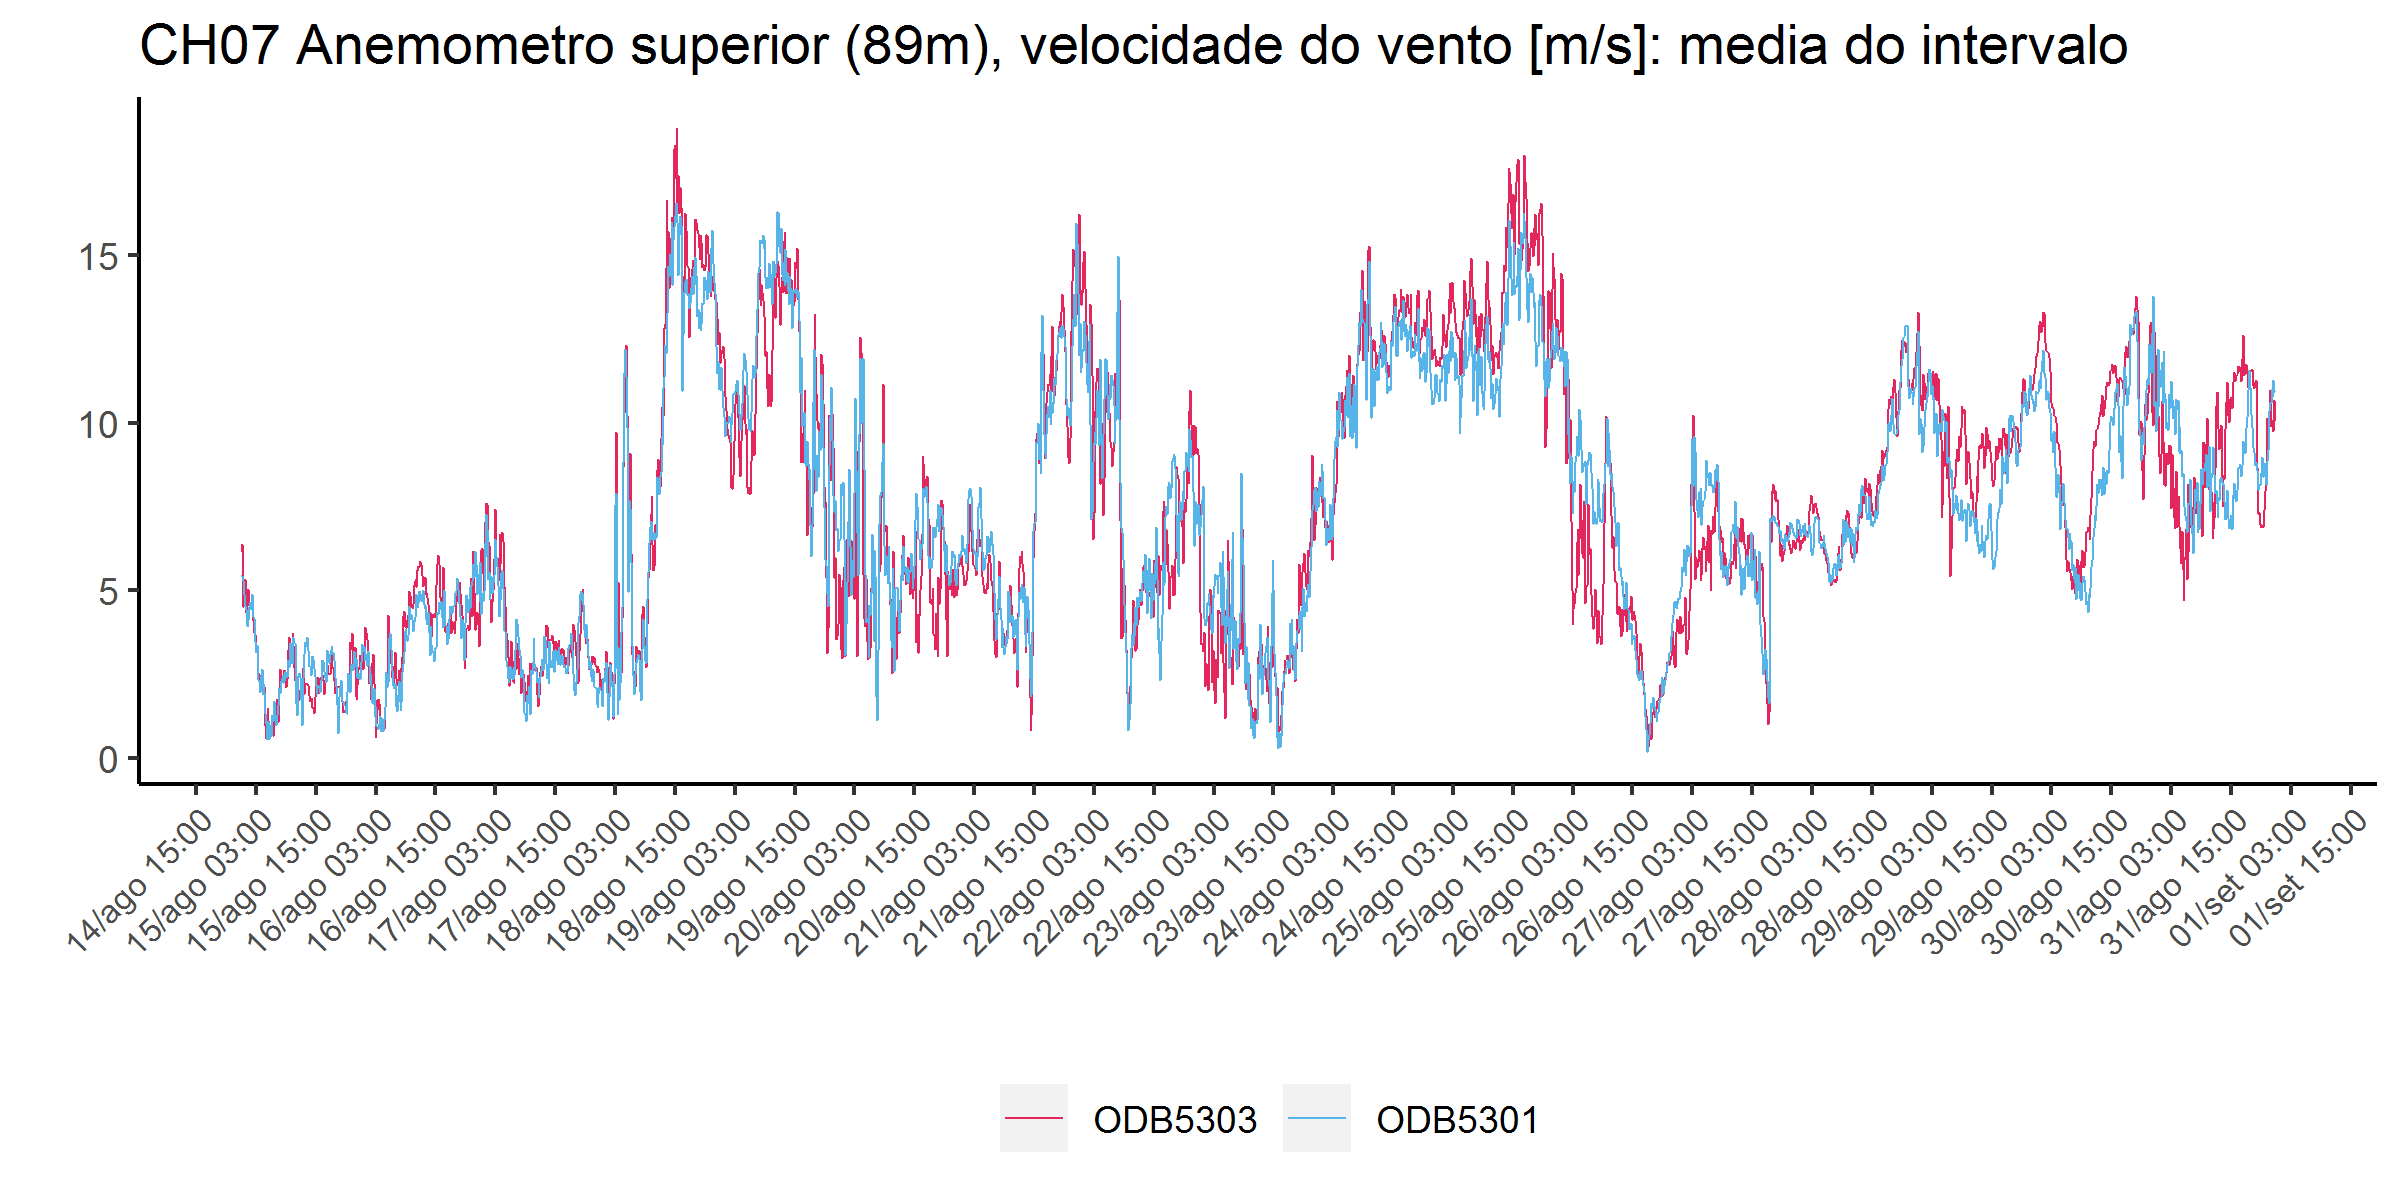 CH07 Anemometro superior (89m), velocidade do vento [m/s]: media do intervalo
15
10
5
0
14/ago 15:00
15/ago 03:00
15/ago 15:00
16/ago 03:00
16/ago 15:00
17/ago 03:00
17/ago 15:00
18/ago 03:00
18/ago 15:00
19/ago 03:00
19/ago 15:00
20/ago 03:00
20/ago 15:00
21/ago 03:00
21/ago 15:00
22/ago 03:00
22/ago 15:00
23/ago 03:00
23/ago 15:00
24/ago 03:00
24/ago 15:00
25/ago 03:00
25/ago 15:00
26/ago 03:00
26/ago 15:00
27/ago 03:00
27/ago 15:00
28/ago 03:00
28/ago 15:00
29/ago 03:00
29/ago 15:00
30/ago 03:00
30/ago 15:00
31/ago 03:00
31/ago 15:00
01/set 03:00
01/set 15:00
ODB5303
ODB5301